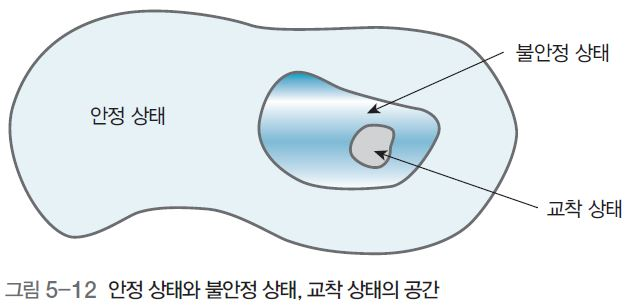 불안정 상태
안정 상태
교착 상태
그림 5-12 안정 상태와 불안정 상태, 교착 상태의 공간